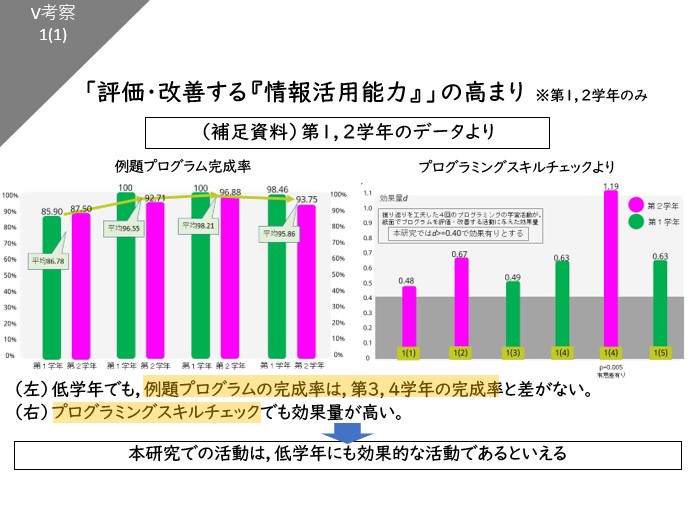 Ⅴ考察
1(1)
「評価・改善する『情報活用能力』」の高まり ※第1,2学年のみ
(補足資料)第1,2学年のデータより
例題プログラム完成率
100%
90%
80%
70%
60%
50%
40%
30%
20%
10%
0%
85.90
87.50
100
92.71
100
96.88
98.46
93.75
平均86.78
平均96.55
平均98.21
平均95.86
第1学年
第2学年
第1学年
第2学年
第1学年
第2学年
第1学年
第2学年
100%
90%
80%
70%
60%
50%
40%
30%
20%
10%
0%
プログラミングスキルチェックより
1.1
1.0
0.9
0.8
0.7
0.6
0.5
0.4
0.3
0.2
0.1
0
効果量d
振り返りを工夫した4回のプログラミングの学習活動が,
紙面でプログラムを評価・改善する活動に与えた効果量
本研究ではd>=0.40で効果有りとする
第2学年
第1学年
0.48
0.67
0.49
0.63
1.19
0.63
1(1)
1(2)
1(3)
1(4)
1(4)
1(5)
p=0.005
有意差有り
(左)低学年でも,例題プログラムの完成率は,第3,4学年の完成率と差がない。
(右)プログラミングスキルチェックでも効果量が高い。
本研究での活動は,低学年にも効果的な活動であるといえる